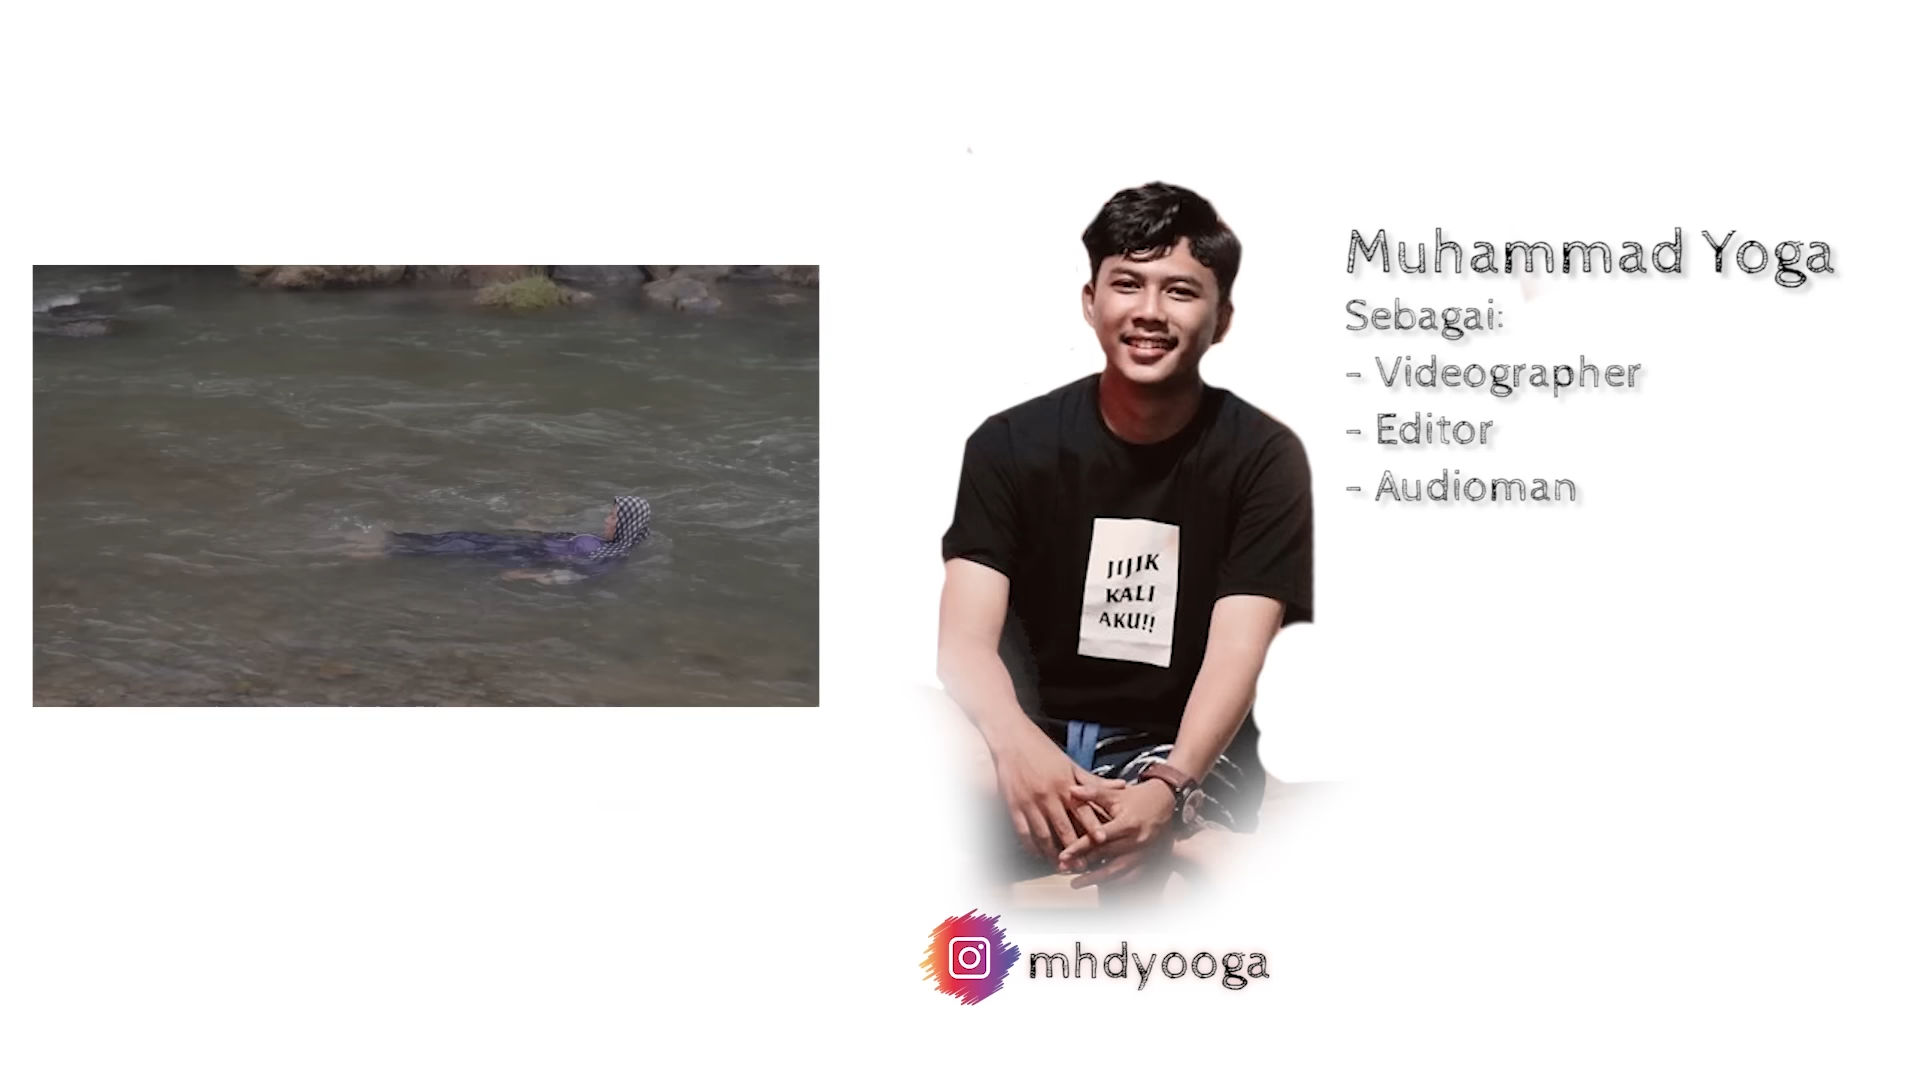 Muhammad Yoga
Sebagai:
- Videographer
- Editor
- Audioman
JIJIK
KALI
AKU!!
mhdyooga